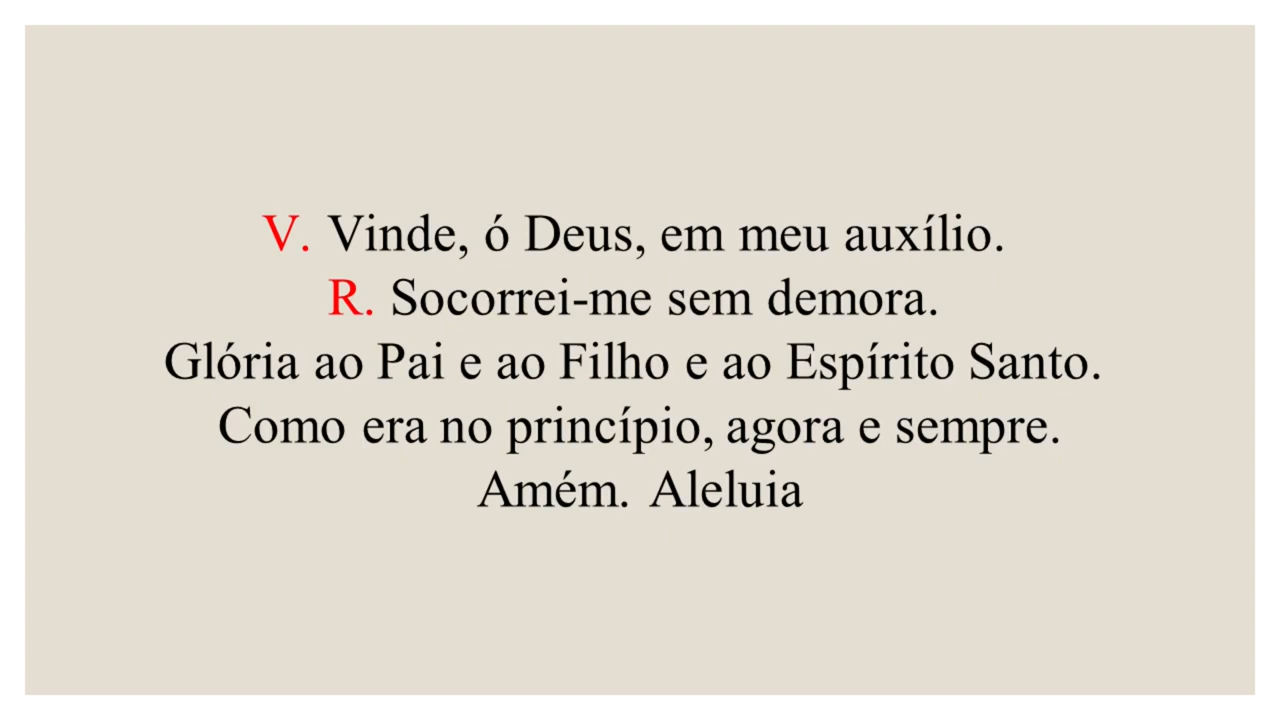 V. Vinde, ó Deus, em meu auxílio.
R. Socorrei-me sem demora.
Glória ao Pai e ao Filho e ao Espírito Santo.
Como era no princípio, agora e sempre.
Amém. Aleluia